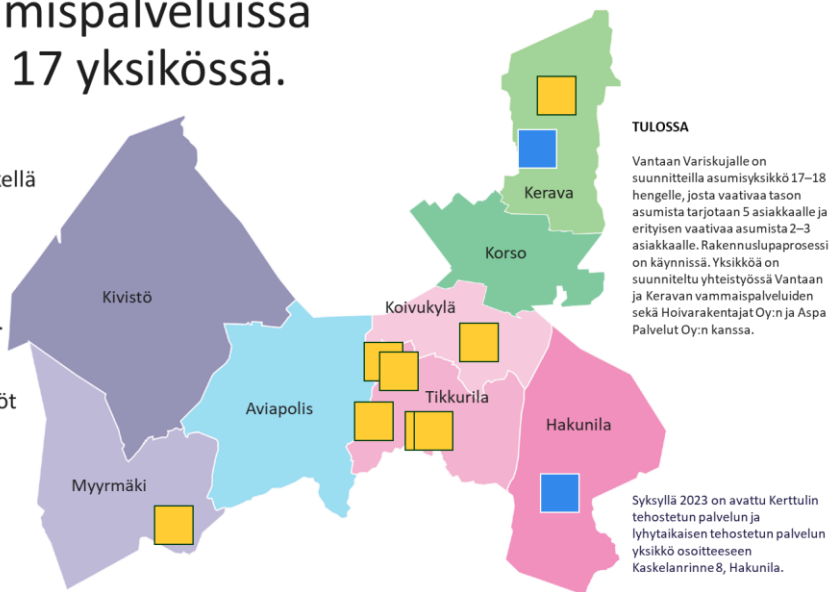 mispalveluissa
17 yksikössä.
ellä
öt
Kivistö
Myyrmäki
Aviapolis
Koivukylä
Tikkurila
Korso
Kerava
Hakunila
TULOSSA
Vantaan Variskujalle on
suunnitteilla asumisyksikkö 17–18
hengelle, josta vaativaa tason
asumista tarjotaan 5 asiakkaalle ja
erityisen vaativaa asumista 2–3
asiakkaalle. Rakennuslupaprosessi
on käynnissä. Yksikköä on
suunniteltu yhteistyössä Vantaan
ja Keravan vammaispalveluiden
sekä Hoivarakentajat Oy:n ja Aspa
Palvelut Oy:n kanssa.
Syksyllä 2023 on avattu Kerttulin
tehostetun palvelun ja
lyhytaikaisen tehostetun palvelun
yksikkö osoitteeseen
Kaskelanrinne 8, Hakunila.